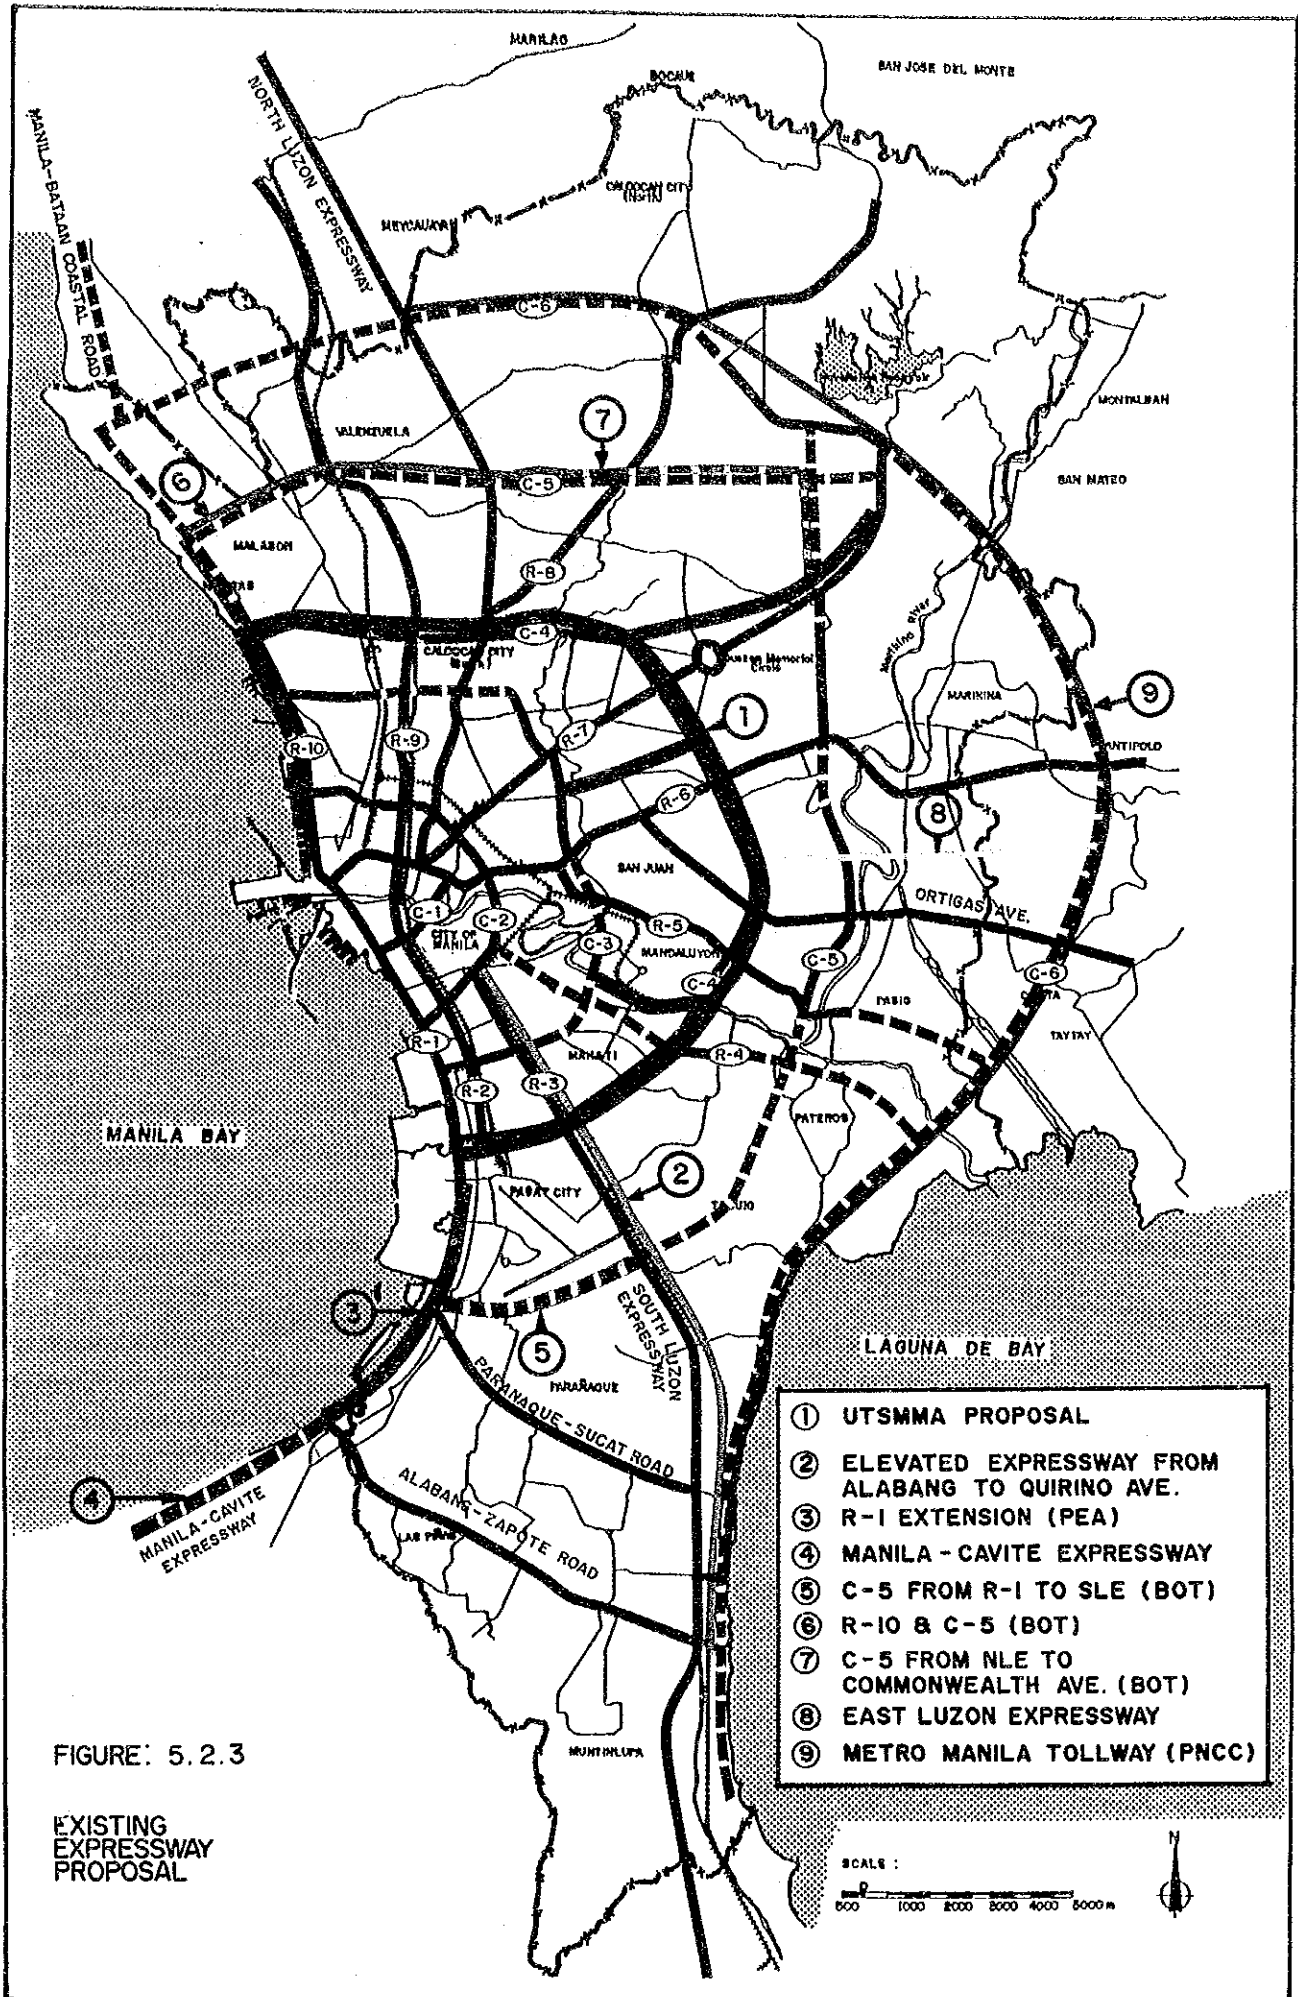 MARILAO
BOCAUE
SAN JOSE DEL MONTE
NORTH LUZON EXPRESSWAY
MANILA-BATAAN COASTAL ROAD
CALOOCAN CITY
(North)
MEYCAUAYAN
C-6
MONTALBAN
7
VALENZUELA
6
C-5
SAN MATEO
MALABON
R-8
C-4
CALOOCAN CITY
Quezon Memorial
Circle
Marikina River
MARIKINA
9
1
R-10
R-9
R-7
ANTIPOLO
R-6
8
SAN JUAN
ORTIGAS AVE.
C-1
C-2
R-5
CITY OF
MANILA
C-3
MANDALUYONG
C-5
C-4
C-6
PASIG
TAYTAY
R-1
MAKATI
R-4
R-2
R-3
PATEROS
MANILA BAY
2
PASAY CITY
3
SOUTH LUZON
EXPRESSWAY
5
LAGUNA DE BAY
PARAÑAQUE
PARANAQUE-SUCAT ROAD
4
ALABANG-ZAPOTE ROAD
MANILA-CAVITE
EXPRESSWAY
LAS PIÑAS
MUNTINLUPA
① UTSMMA PROPOSAL
② ELEVATED EXPRESSWAY FROM
ALABANG TO QUIRINO AVE.
③ R-1 EXTENSION (PEA)
④ MANILA-CAVITE EXPRESSWAY
⑤ C-5 FROM R-1 TO SLE (BOT)
⑥ R-10 & C-5 (BOT)
⑦ C-5 FROM NLE TO
COMMONWEALTH AVE. (BOT)
⑧ EAST LUZON EXPRESSWAY
⑨ METRO MANILA TOLLWAY (PNCC)
FIGURE: 5.2.3
EXISTING
EXPRESSWAY
PROPOSAL
N
SCALE :
0
500 1000 2000 3000 4000 5000 m